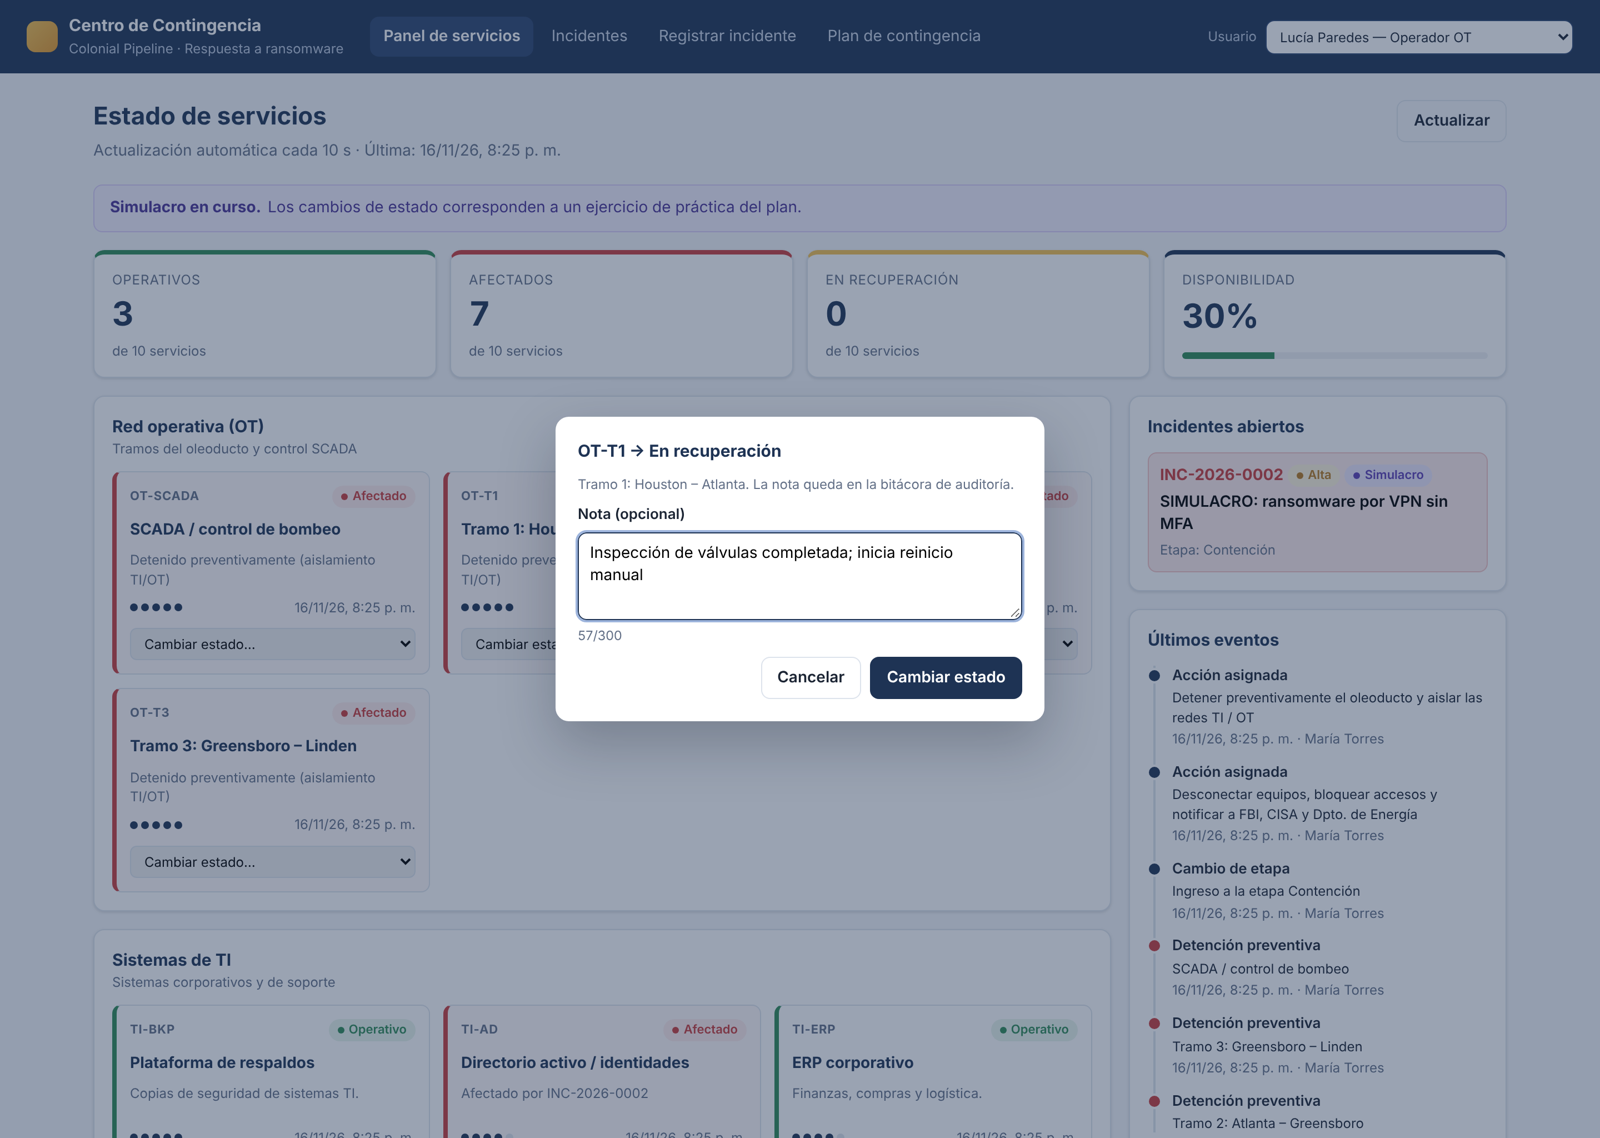 Centro de Contingencia
Colonial Pipeline · Respuesta a ransomware
Panel de servicios
Incidentes
Registrar incidente
Plan de contingencia
Usuario
Lucía Paredes — Operador OT
Estado de servicios
Actualización automática cada 10 s · Última: 16/11/26, 8:25 p. m.
Actualizar
Simulacro en curso. Los cambios de estado corresponden a un ejercicio de práctica del plan.
OPERATIVOS
3
de 10 servicios
AFECTADOS
7
de 10 servicios
EN RECUPERACIÓN
0
de 10 servicios
DISPONIBILIDAD
30%
Red operativa (OT)
Tramos del oleoducto y control SCADA
OT-SCADA
Afectado
SCADA / control de bombeo
Detenido preventivamente (aislamiento
TI/OT)
16/11/26, 8:25 p. m.
Cambiar estado...
OT-T1
Tramo 1: Hou
Detenido preventivamente
TI/OT)
Cambiar esta
p. m.
OT-T3
Afectado
Tramo 3: Greensboro – Linden
Detenido preventivamente (aislamiento
TI/OT)
16/11/26, 8:25 p. m.
Cambiar estado...
OT-T1 → En recuperación
Tramo 1: Houston – Atlanta. La nota queda en la bitácora de auditoría.
Nota (opcional)
Inspección de válvulas completada; inicia reinicio
manual
57/300
Cancelar
Cambiar estado
Sistemas de TI
Sistemas corporativos y de soporte
TI-BKP
Operativo
Plataforma de respaldos
Copias de seguridad de sistemas TI.
TI-AD
Afectado
Directorio activo / identidades
Afectado por INC-2026-0002
TI-ERP
Operativo
ERP corporativo
Finanzas, compras y logística.
Incidentes abiertos
INC-2026-0002
Alta
Simulacro
SIMULACRO: ransomware por VPN sin
MFA
Etapa: Contención
Últimos eventos
Acción asignada
Detener preventivamente el oleoducto y aislar las
redes TI / OT
16/11/26, 8:25 p. m. · María Torres
Acción asignada
Desconectar equipos, bloquear accesos y
notificar a FBI, CISA y Dpto. de Energía
16/11/26, 8:25 p. m. · María Torres
Cambio de etapa
Ingreso a la etapa Contención
16/11/26, 8:25 p. m. · María Torres
Detención preventiva
SCADA / control de bombeo
16/11/26, 8:25 p. m. · María Torres
Detención preventiva
Tramo 3: Greensboro – Linden
16/11/26, 8:25 p. m. · María Torres
Detención preventiva
Tramo 2: Atlanta – Greensboro